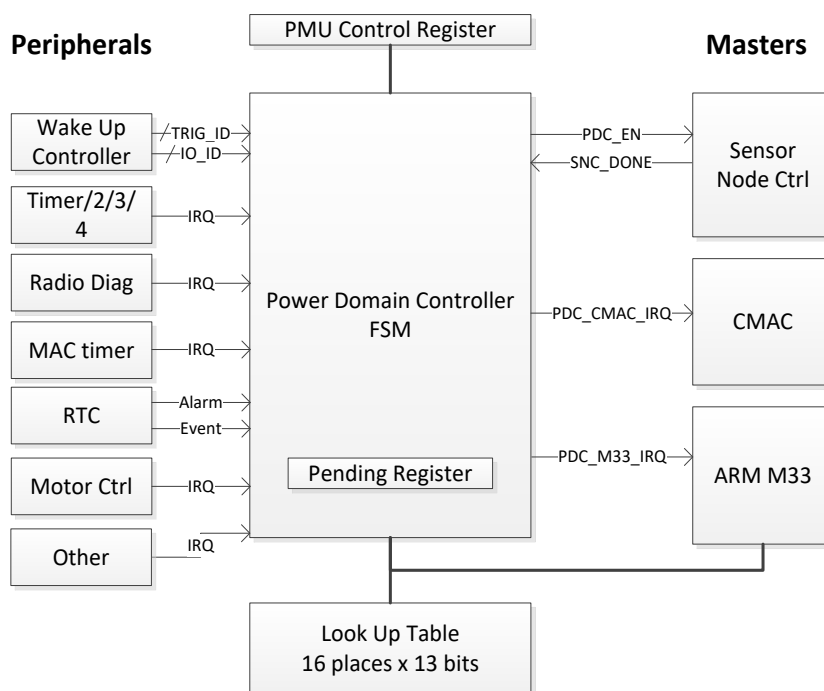 PMU Control Register
Peripherals
Masters
Wake Up
Controller
TRIG_ID
IO_ID
Timer/2/3/
4
IRQ
Radio Diag
IRQ
MAC timer
IRQ
RTC
Alarm
Event
Motor Ctrl
IRQ
Other
IRQ
Power Domain Controller
FSM
Pending Register
PDC_EN
SNC_DONE
Sensor
Node Ctrl
PDC_CMAC_IRQ
CMAC
PDC_M33_IRQ
ARM M33
Look Up Table
16 places x 13 bits